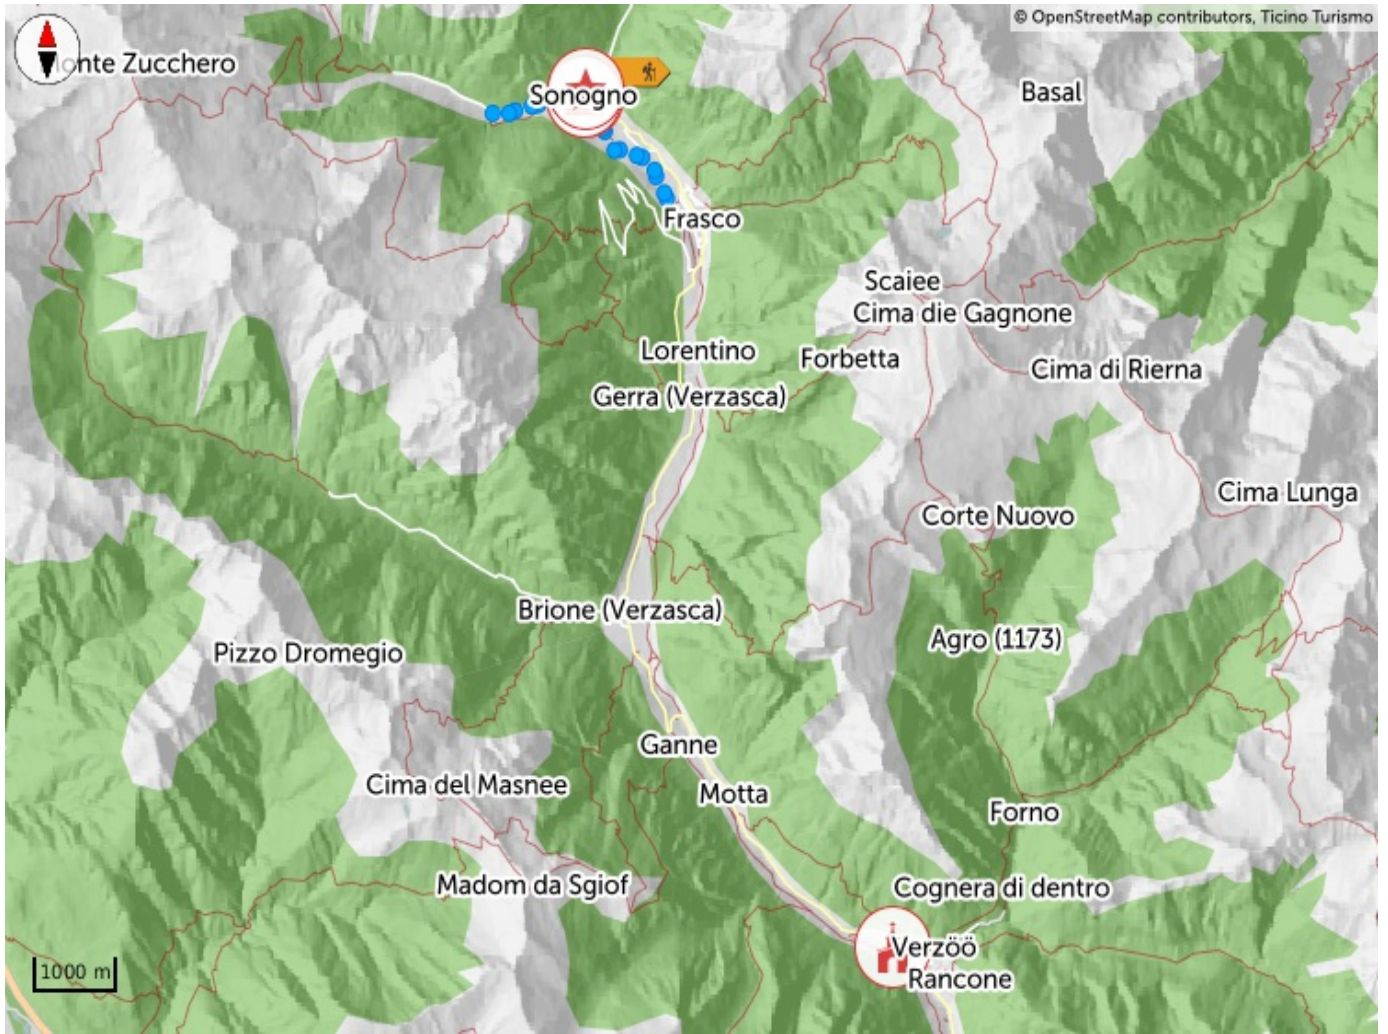 © OpenStreetMap contributors, Ticino Turismo
onte Zucchero
Sonogno
Basal
Frasco
Scaiee
Cima die Gagnone
Lorentino
Forbetta
Cima di Rierna
Gerra (Verzasca)
Cima Lunga
Corte Nuovo
Brione (Verzasca)
Agro (1173)
Pizzo Dromegio
Ganne
Cima del Masnee
Motta
Forno
Madom da Sgiof
Cognera di dentro
Verzöö
1000 m
Rancone